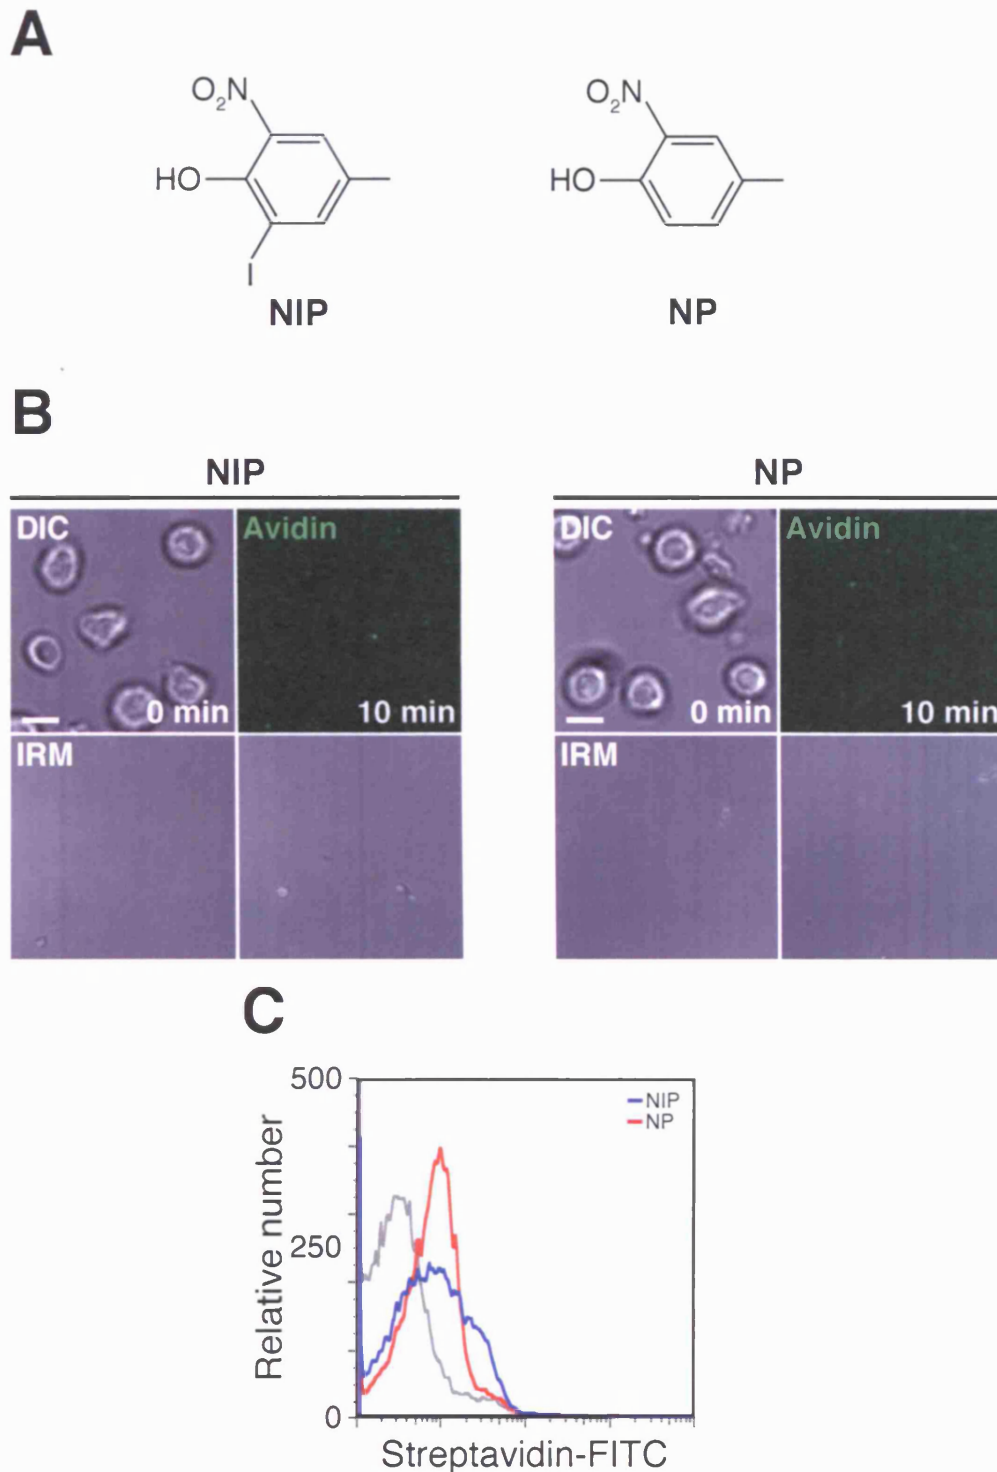 A
O2N
HO
I
NIP
O2N
HO
NP
B
NIP
DIC
Avidin
0 min
10 min
IRM
NP
DIC
Avidin
0 min
10 min
IRM
C
500
250
0
Relative number
NIP
NP
Streptavidin-FITC